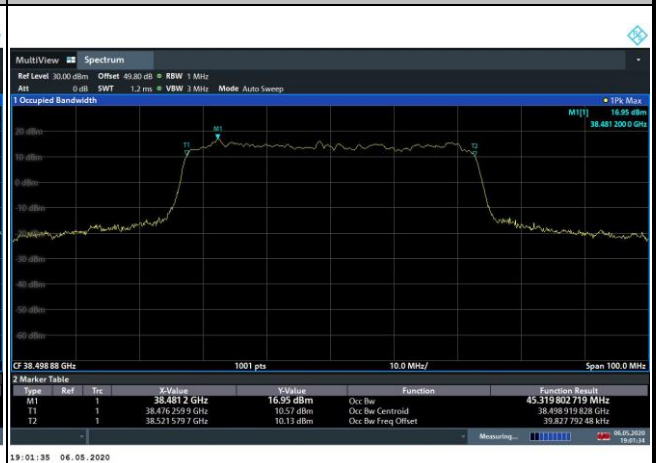 MultiView Spectrum
Ref Level 30.00 dBm Offset 49.80 dB RBW 1 MHz
Att 0 dB SWT 1.2 ms VBW 3 MHz Mode Auto Sweep
1 Occupied Bandwidth 1Pk Max
M1[1] 16.95 dBm
38.481 200 0 GHz
20 dBm
M1
T1
T2
10 dBm
0 dBm
-10 dBm
-20 dBm
-30 dBm
-40 dBm
-50 dBm
-60 dBm
CF 38.498 88 GHz 1001 pts 10.0 MHz/ Span 100.0 MHz
2 Marker Table
Type Ref Trc X-Value Y-Value Function Function Result
M1 1 38.481 2 GHz 16.95 dBm Occ Bw 45.319 802 719 MHz
T1 1 38.476 259 9 GHz 10.57 dBm Occ Bw Centroid 38.498 919 828 GHz
T2 1 38.521 579 7 GHz 10.13 dBm Occ Bw Freq Offset 39.827 792 48 kHz
Measuring... 06.05.2020
19:01:34
19:01:35 06.05.2020